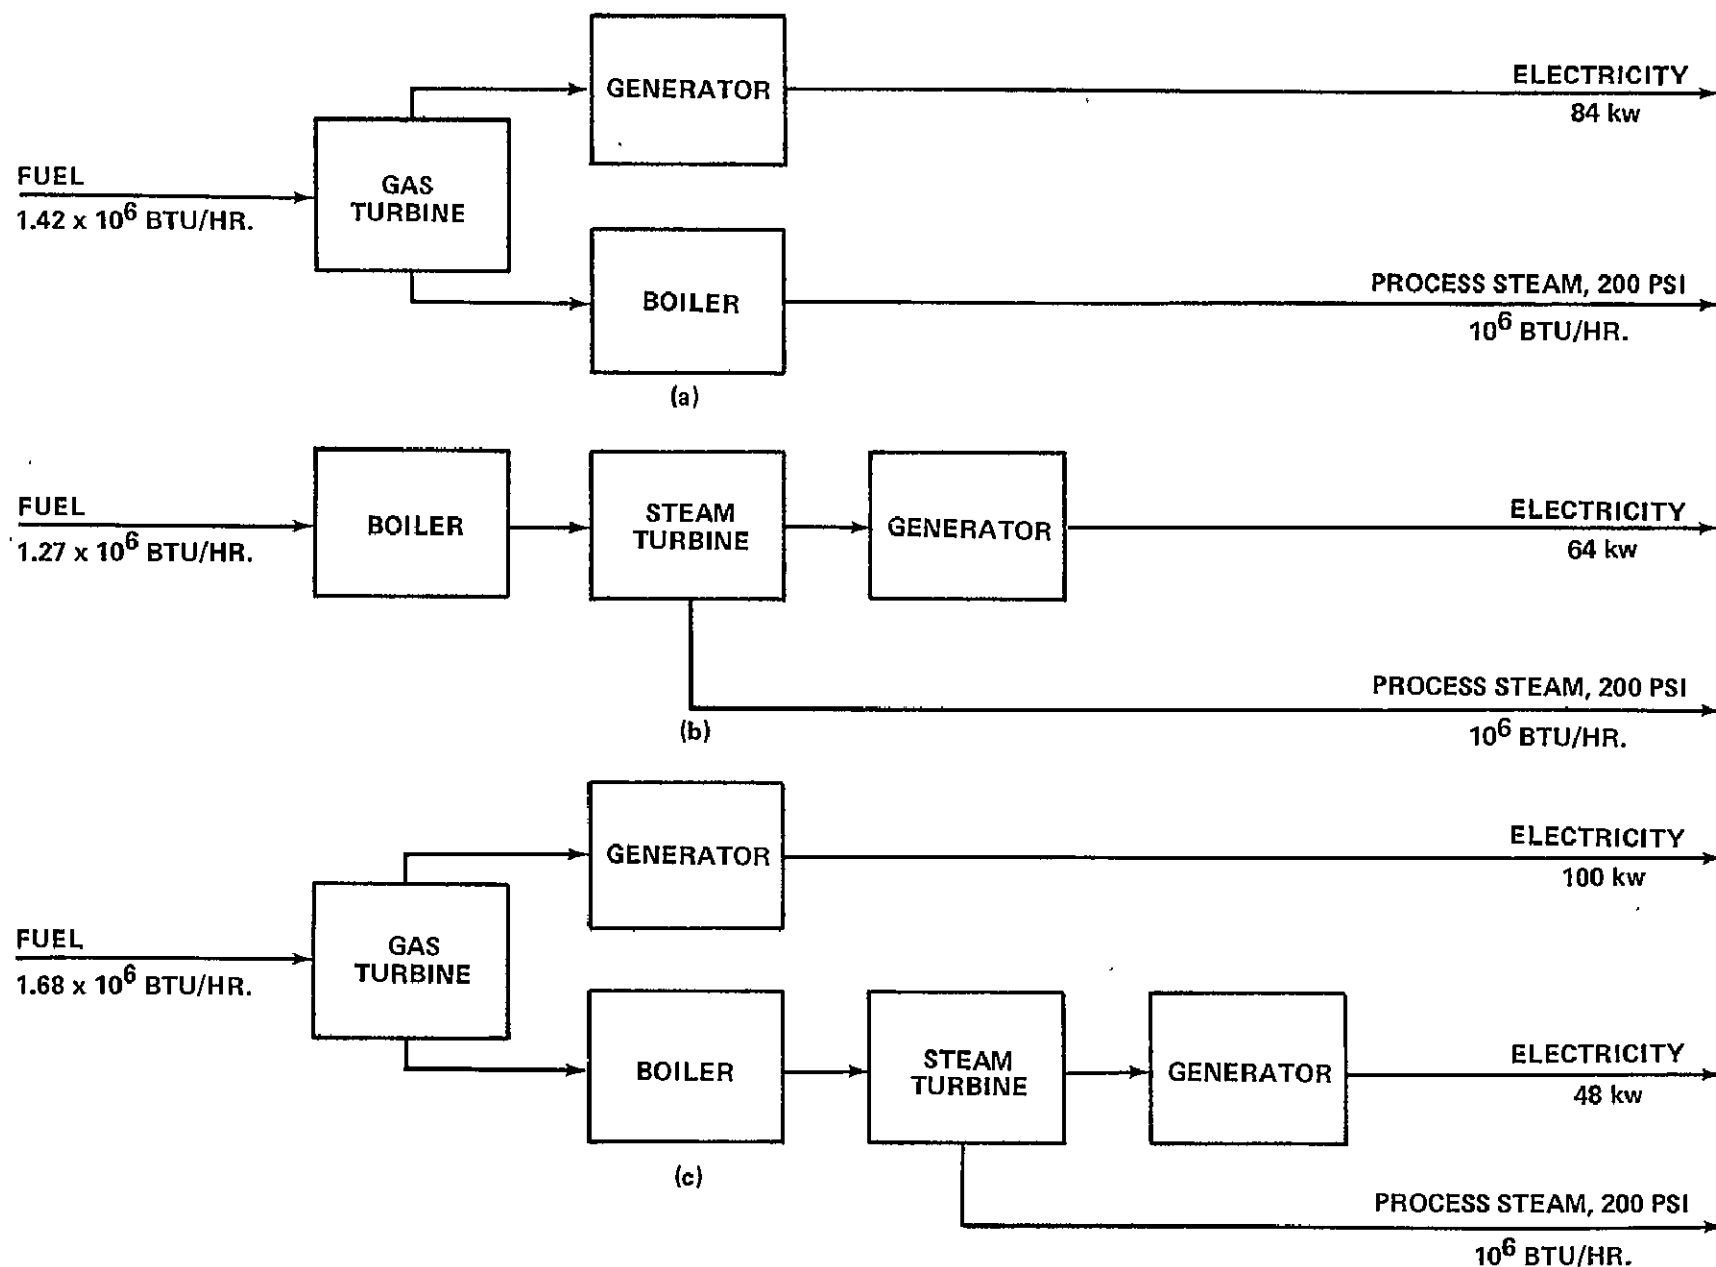 GENERATOR
ELECTRICITY
84 kw
FUEL
1.42 x 10⁶ BTU/HR.
GAS
TURBINE
BOILER
PROCESS STEAM, 200 PSI
10⁶ BTU/HR.
(a)
FUEL
1.27 x 10⁶ BTU/HR.
BOILER
STEAM
TURBINE
GENERATOR
ELECTRICITY
64 kw
PROCESS STEAM, 200 PSI
10⁶ BTU/HR.
(b)
GENERATOR
ELECTRICITY
100 kw
FUEL
1.68 x 10⁶ BTU/HR.
GAS
TURBINE
BOILER
STEAM
TURBINE
GENERATOR
ELECTRICITY
48 kw
(c)
PROCESS STEAM, 200 PSI
10⁶ BTU/HR.